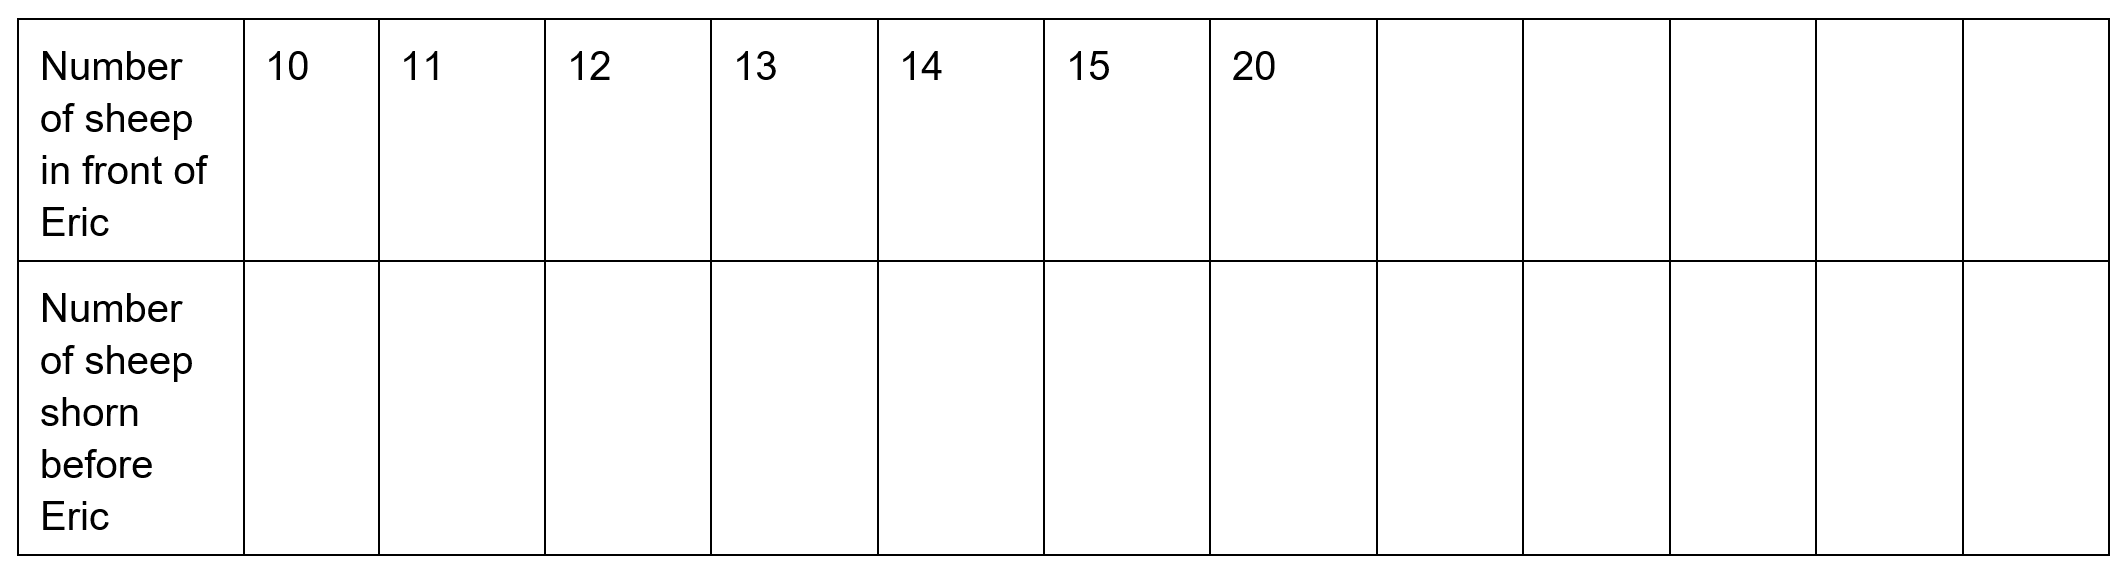 Number of sheep in front of Eric 10 11 12 13 14 15 20
Number of sheep shorn before Eric